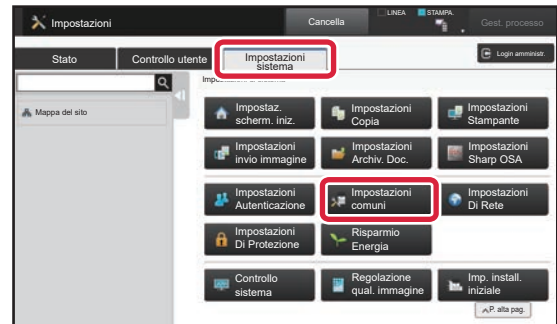 Impostazioni
Cancella
LINEA
STAMPA.
Gest. processo
Stato
Controllo utente
Impostazioni
sistema
Login amministr.
Mappa del sito
Impostaz.
scherm. iniz.
Impostazioni
Copia
Impostazioni
Stampante
Impostazioni
invio immagine
Impostazioni
Archiv. Doc.
Impostazioni
Sharp OSA
Impostazioni
Autenticazione
Impostazioni
comuni
Impostazioni
Di Rete
Impostazioni
Di Protezione
Risparmio
Energia
Controllo
sistema
Regolazione
qual. immagine
Imp. install.
iniziale
P. alta pag.